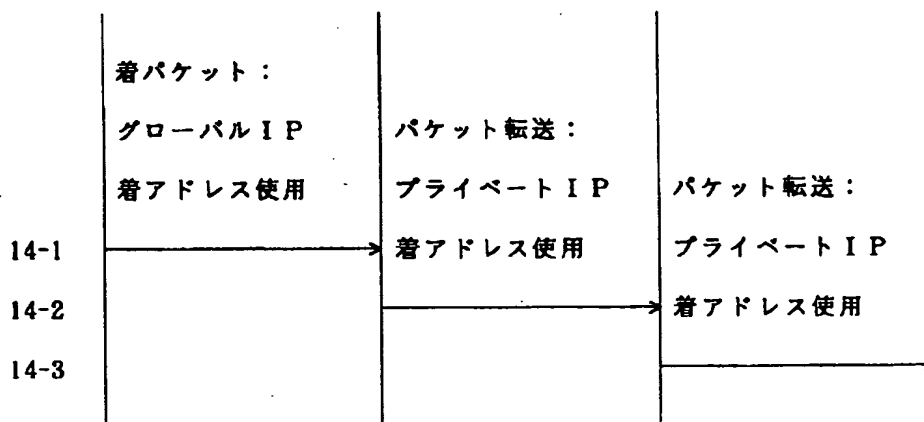 着パケット：
グローバルＩＰ
着アドレス使用
パケット転送：
プライベートＩＰ
着アドレス使用
パケット転送：
プライベートＩＰ
着アドレス使用
14-1
14-2
14-3